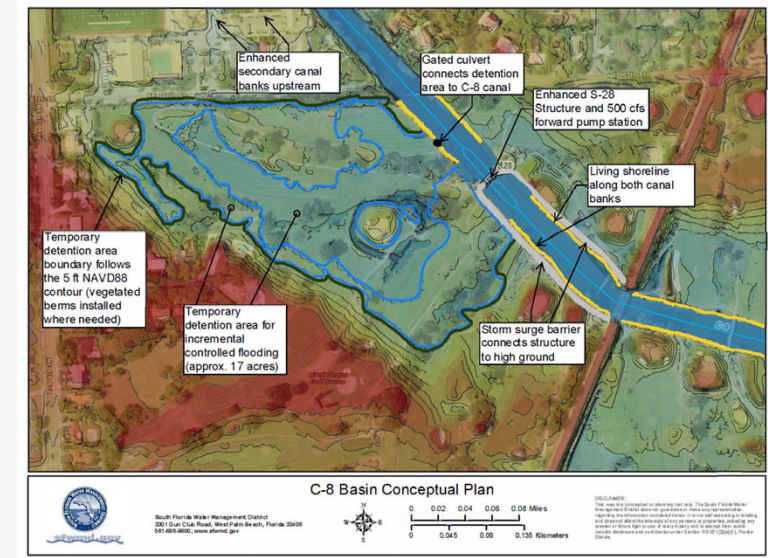 Enhanced
secondary canal
banks upstream
Gated culvert
connects detention
area to C-8 canal
Enhanced S-28
Structure and 500 cfs
forward pump station
S28
Living shoreline
along both canal
banks
Temporary
detention area
boundary follows
the 5 ft NAVD88
contour (vegetated
berms installed
where needed)
Temporary
detention area for
incremental
controlled flooding
(approx. 17 acres)
Storm surge barrier
connects structure
to high ground
C-8 Basin Conceptual Plan
sfwmd.gov
South Florida Water Management District
3301 Gun Club Road, West Palm Beach, Florida 33406
561-686-8800; www.sfwmd.gov
N
W E
S
0 0.02 0.04 0.06 0.08 Miles
0 0.045 0.09 0.135 Kilometers
DISCLAIMER: